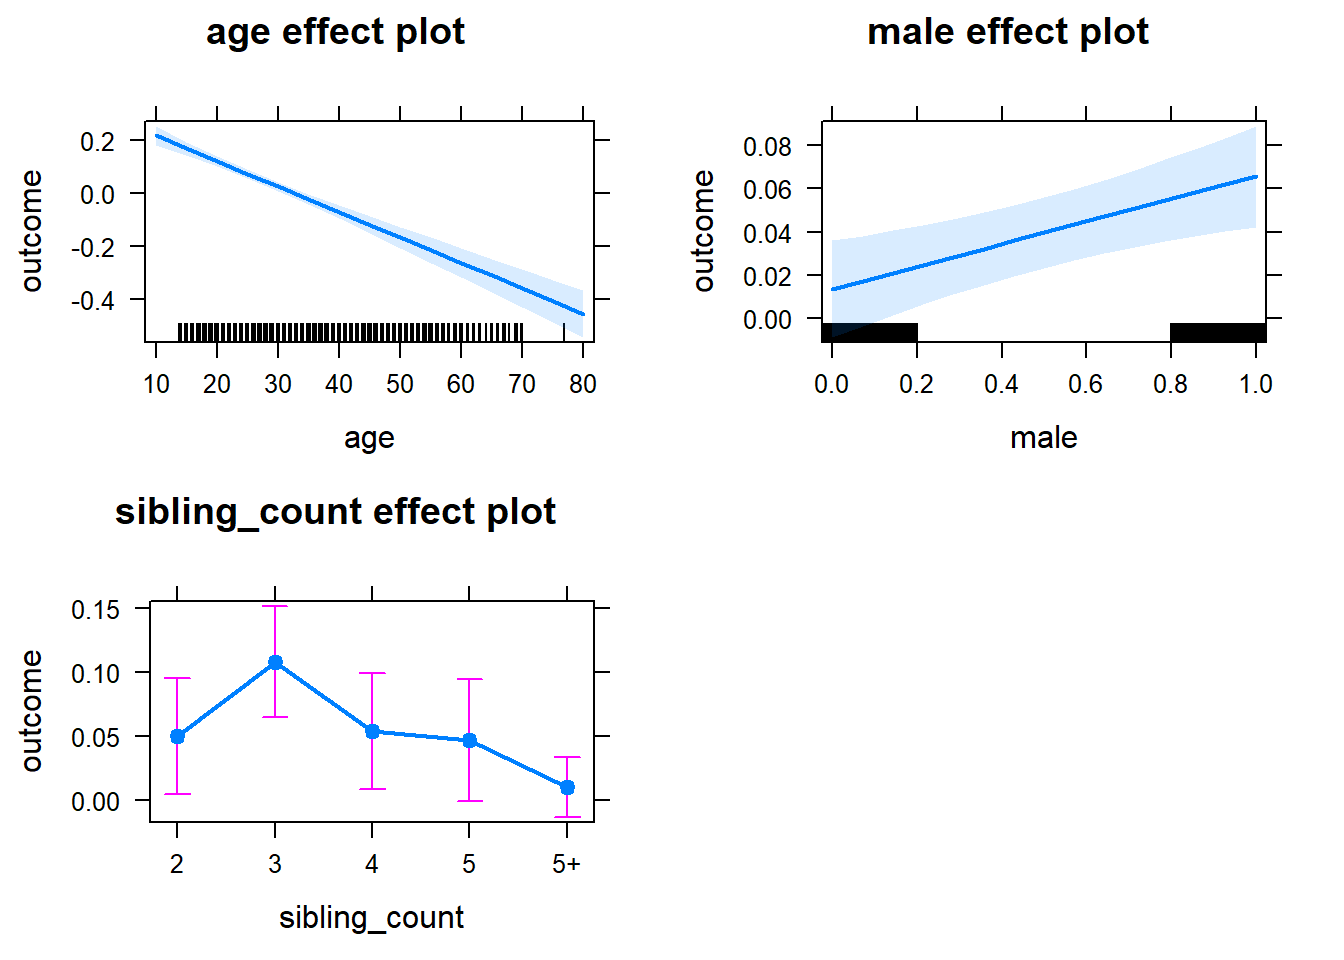 age effect plot
outcome
0.2
0.0
-0.2
-0.4
10 20 30 40 50 60 70 80
age
male effect plot
outcome
0.08
0.06
0.04
0.02
0.00
0.0 0.2 0.4 0.6 0.8 1.0
male
sibling_count effect plot
outcome
0.15
0.10
0.05
0.00
2 3 4 5 5+
sibling_count